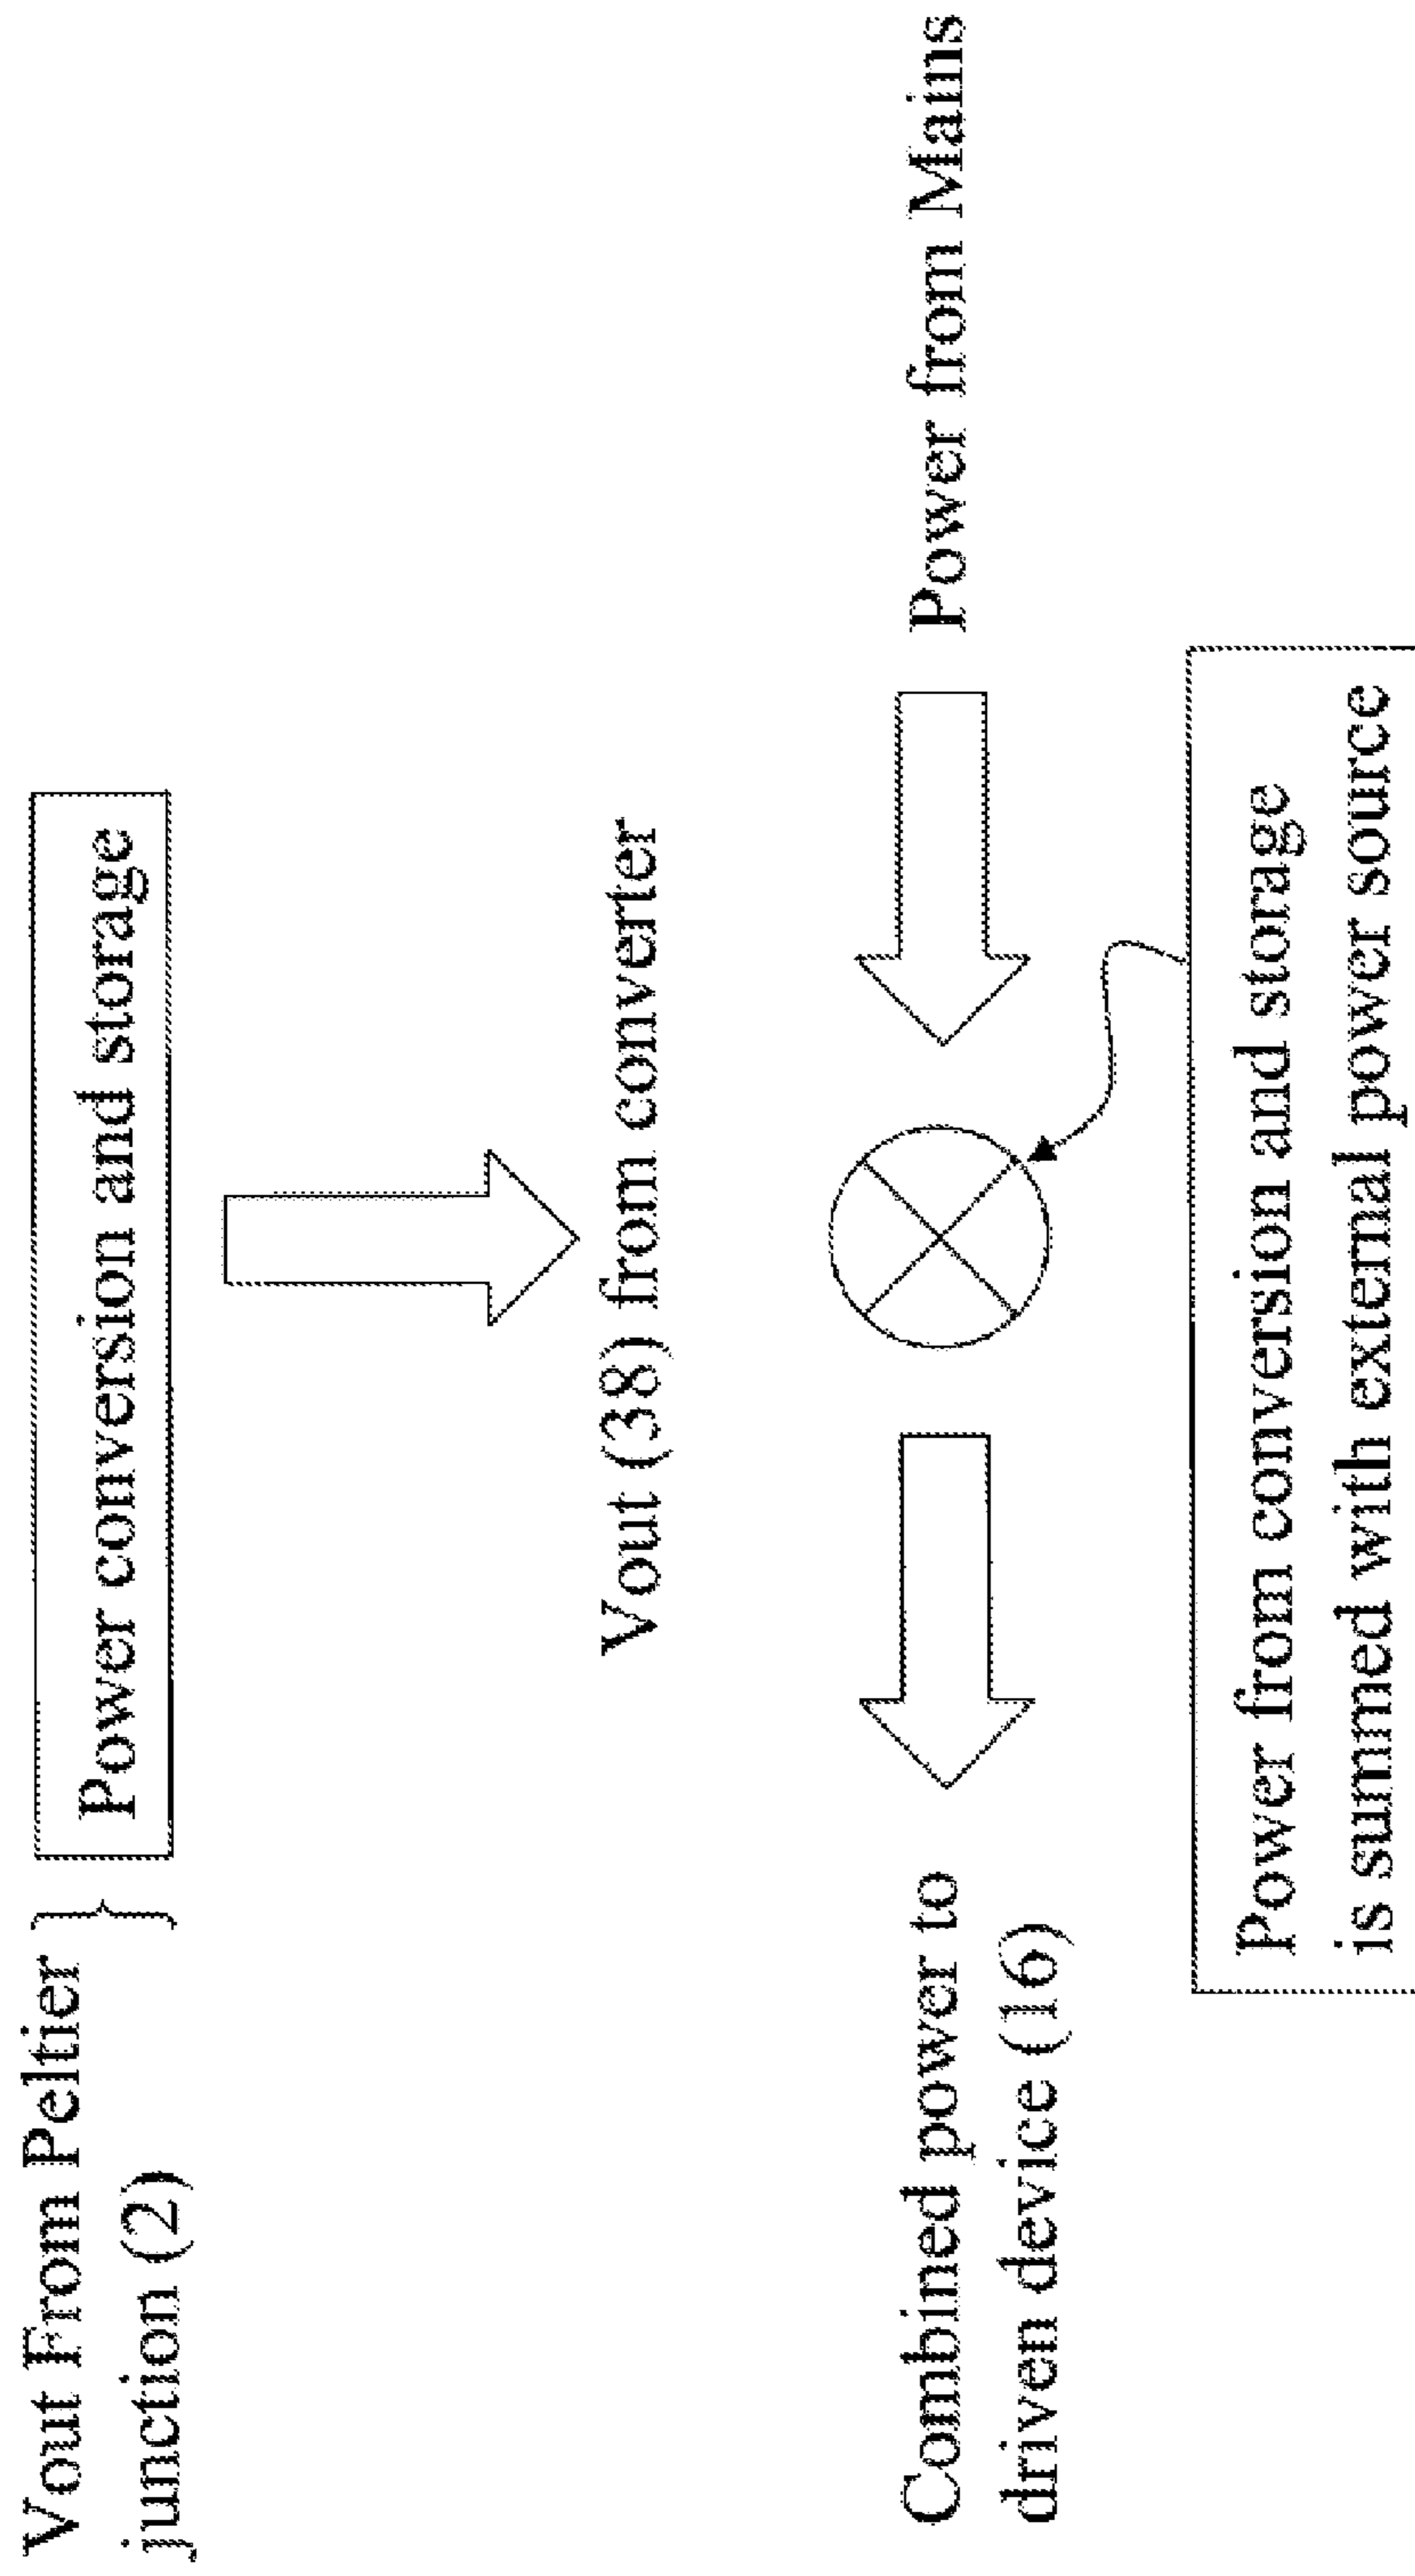 Vout From Peltier
junction (2)
Power conversion and storage
Vout (38) from converter
Combined power to
driven device (16)
Power from Mains
Power from conversion and storage
is summed with external power source